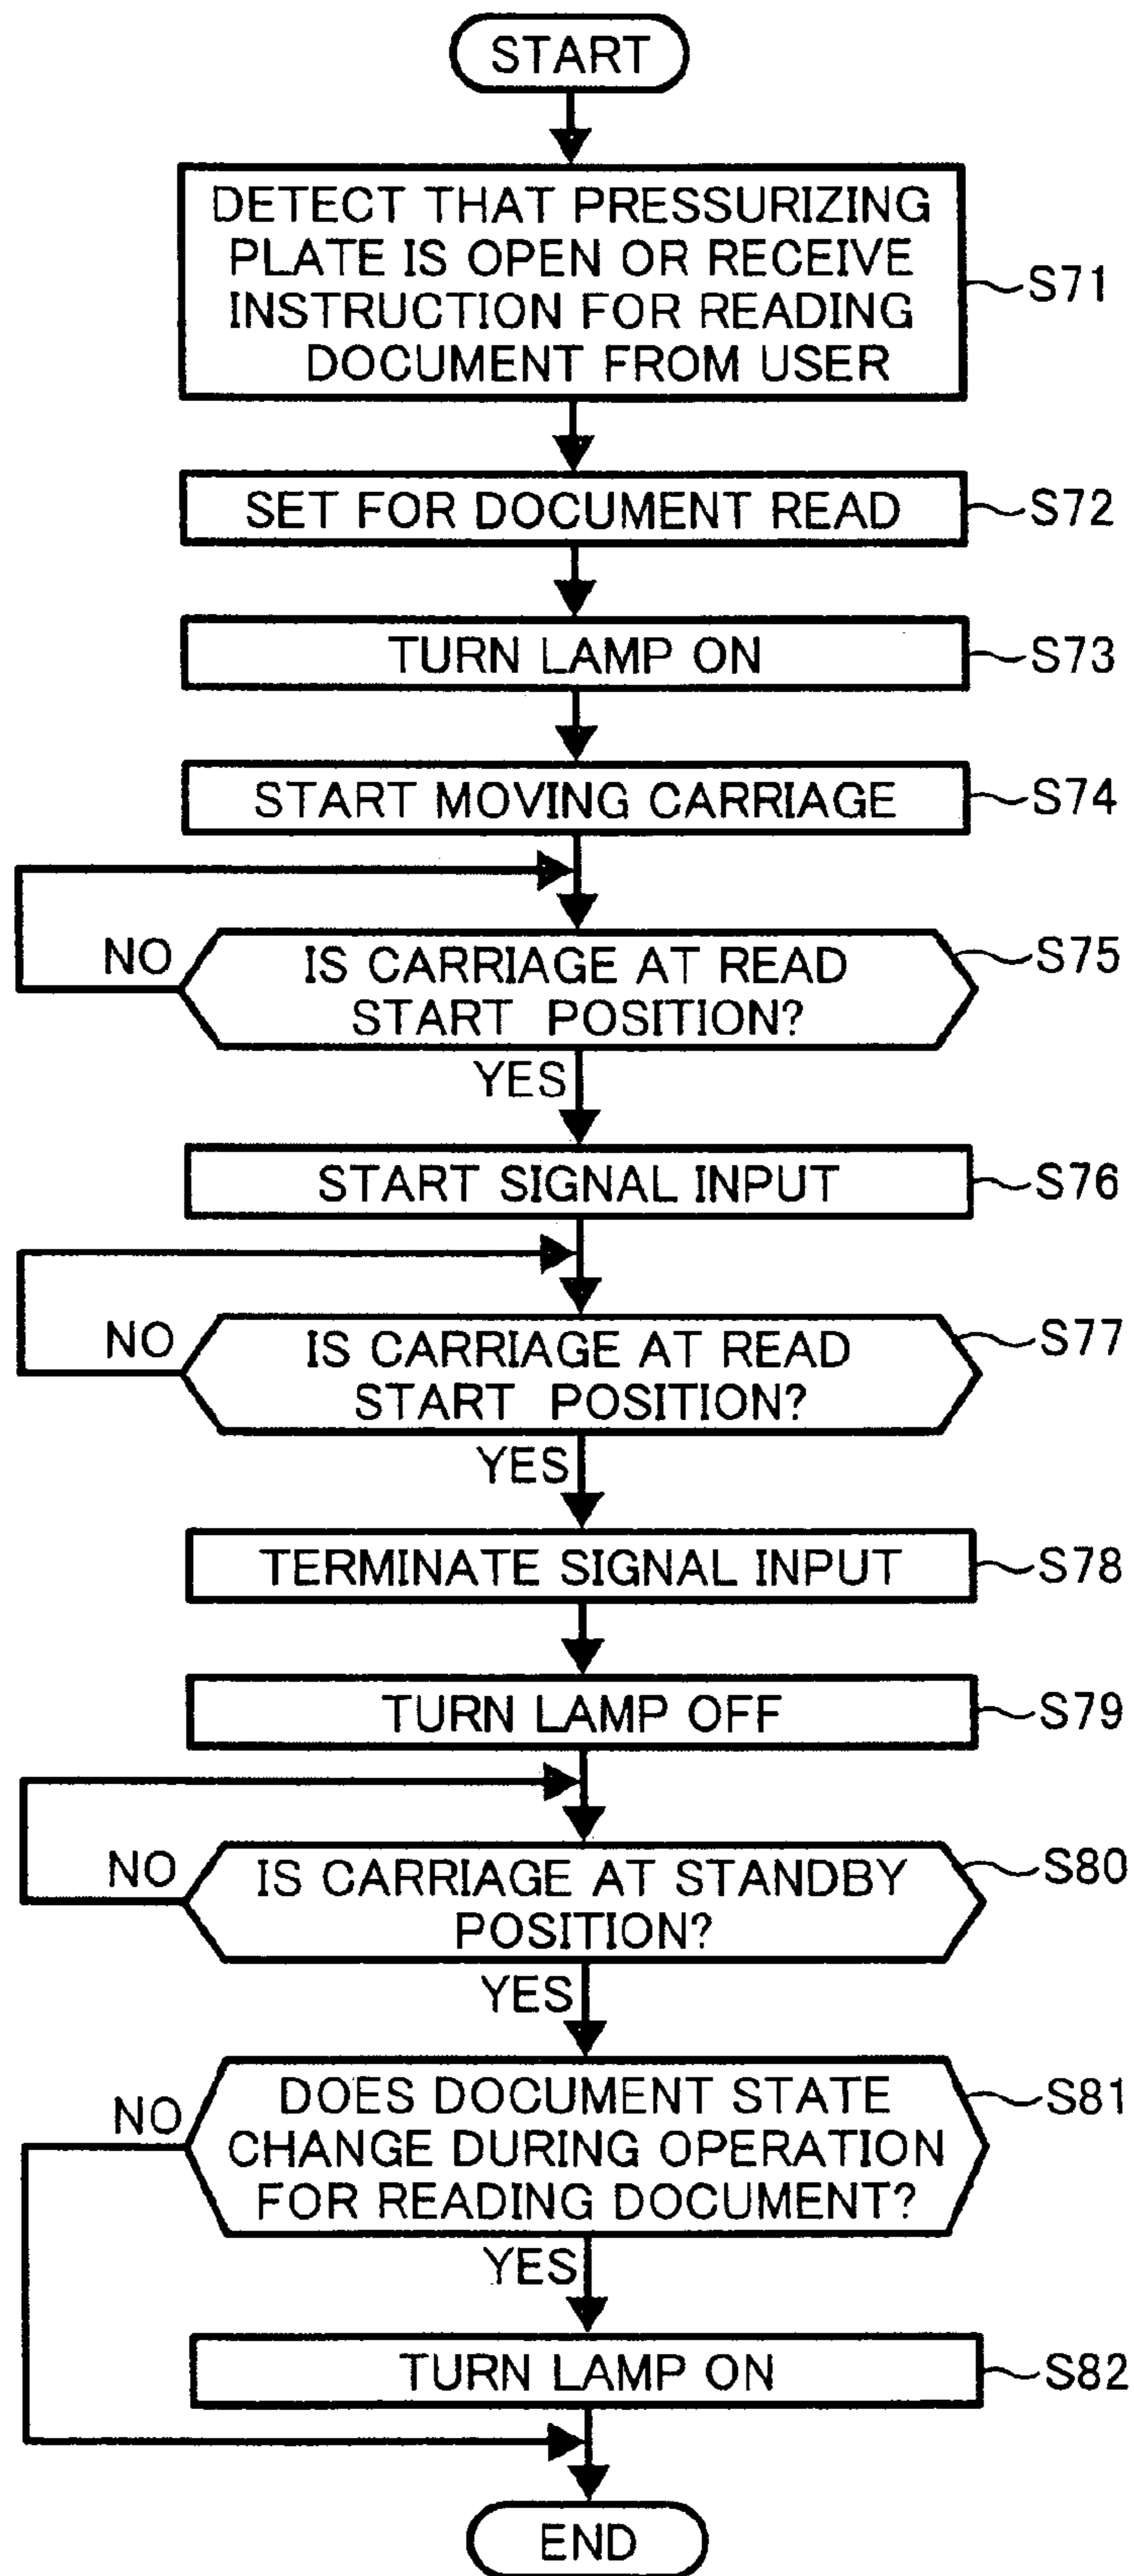 START
DETECT THAT PRESSURIZING
PLATE IS OPEN OR RECEIVE
INSTRUCTION FOR READING
DOCUMENT FROM USER
S71
SET FOR DOCUMENT READ
S72
TURN LAMP ON
S73
START MOVING CARRIAGE
S74
NO
IS CARRIAGE AT READ
START POSITION?
S75
YES
START SIGNAL INPUT
S76
NO
IS CARRIAGE AT READ
START POSITION?
S77
YES
TERMINATE SIGNAL INPUT
S78
TURN LAMP OFF
S79
NO
IS CARRIAGE AT STANDBY
POSITION?
S80
YES
NO
DOES DOCUMENT STATE
CHANGE DURING OPERATION
FOR READING DOCUMENT?
S81
YES
TURN LAMP ON
S82
END